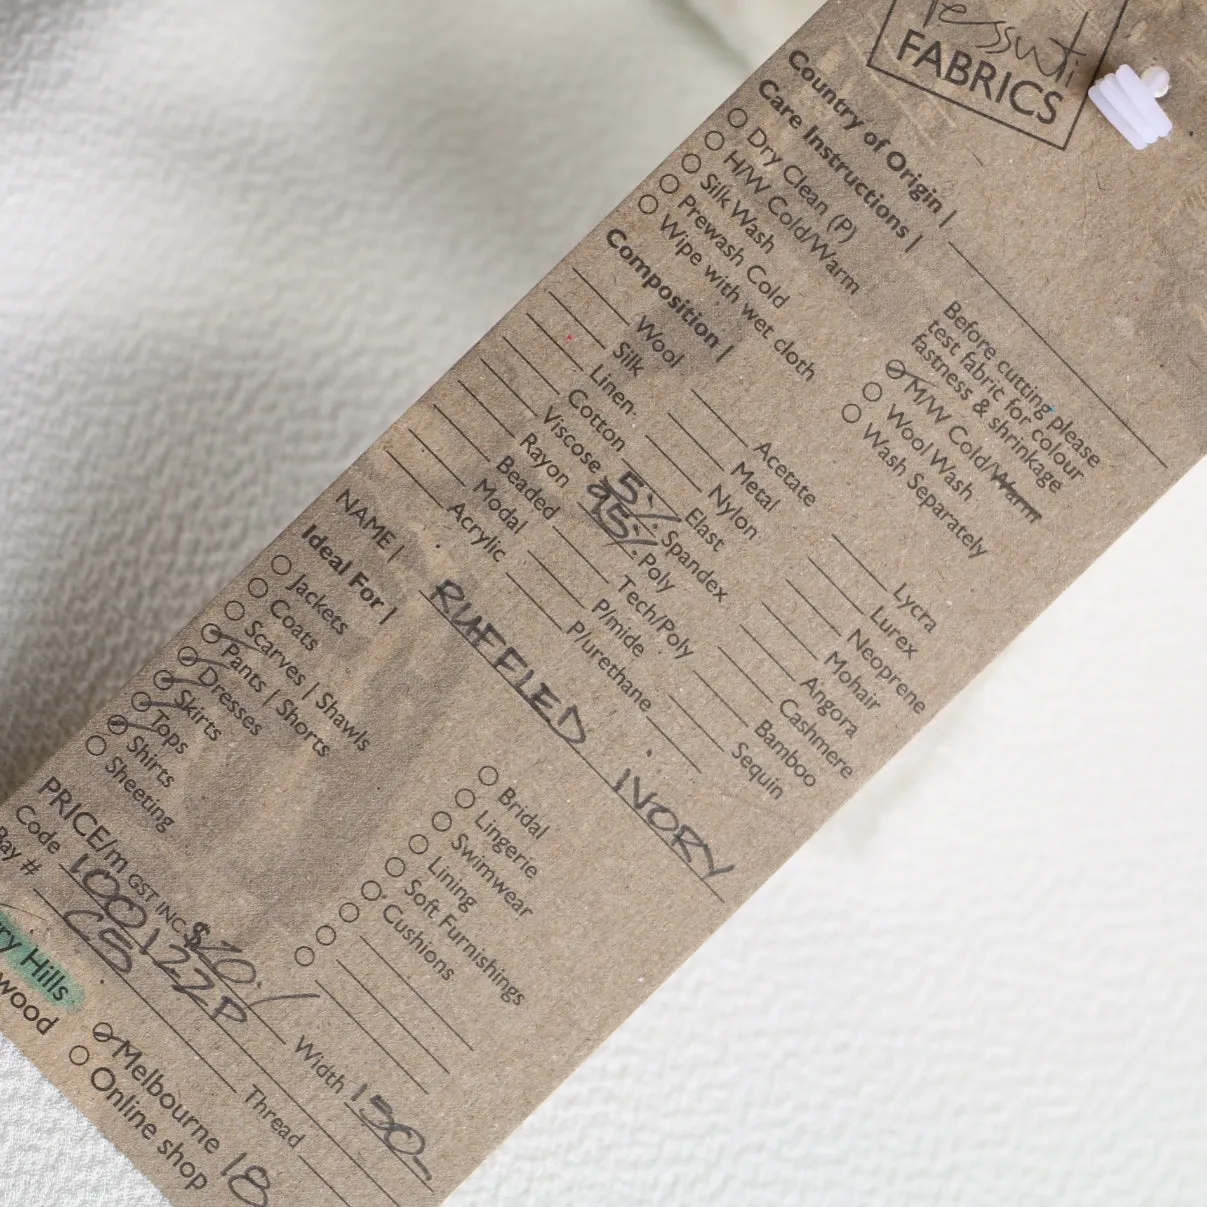 Tessuti
FABRICS
Country of Origin |
Care Instructions |
Dry Clean (P)
H/W Cold/Warm
Silk Wash
Prewash Cold
Wipe with wet cloth
Before cutting please
test fabric for colour
fastness & shrinkage
M/W Cold/Warm
Wool Wash
Wash Separately
Composition |
Wool
Silk
Linen
Cotton
Viscose
Rayon
Beaded
Modal
Acrylic
Acetate
Metal
Nylon
Elast
5% Spandex
95% Poly
Tech/Poly
P/mide
P/urethane
Lycra
Lurex
Neoprene
Mohair
Angora
Cashmere
Bamboo
Sequin
NAME | RUFFLED IVORY
Ideal For |
Jackets
Coats
Scarves | Shawls
Pants | Shorts
Dresses
Skirts
Tops
Shirts
Sheeting
Bridal
Lingerie
Swimwear
Lining
Soft Furnishings
Cushions
PRICE/m GST INC. $20.- Width 150-
Code 100122P Thread
Bay # C5
ry Hills
wood
Melbourne 18
Online shop